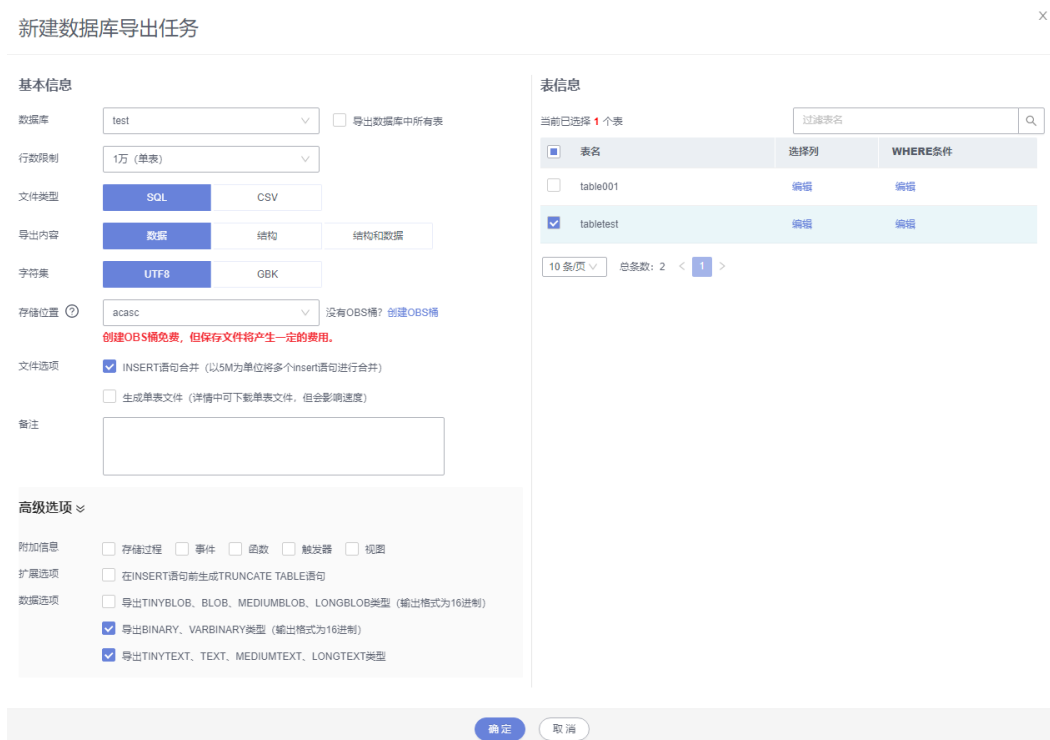 新建数据库导出任务
基本信息
数据库 test 导出数据库中所有表
行数限制 1万（单表）
文件类型 SQL CSV
导出内容 数据 结构 结构和数据
字符集 UTF8 GBK
存储位置 ? acasc 没有OBS桶？创建OBS桶
创建OBS桶免费，但保存文件将产生一定的费用。
文件选项 INSERT语句合并（以5M为单位将多个insert语句进行合并）
生成单表文件（详情中可下载单表文件，但会影响速度）
备注
高级选项
附加信息 存储过程 事件 函数 触发器 视图
扩展选项 在INSERT语句前生成TRUNCATE TABLE语句
数据选项 导出TINYBLOB、BLOB、MEDIUMBLOB、LONGBLOB类型（输出格式为16进制）
导出BINARY、VARBINARY类型（输出格式为16进制）
导出TINYTEXT、TEXT、MEDIUMTEXT、LONGTEXT类型
表信息
当前已选择 1 个表 过滤表名
表名 选择列 WHERE条件
table001 编辑 编辑
tabletest 编辑 编辑
10 条/页 总条数：2 < 1 >
确定 取消